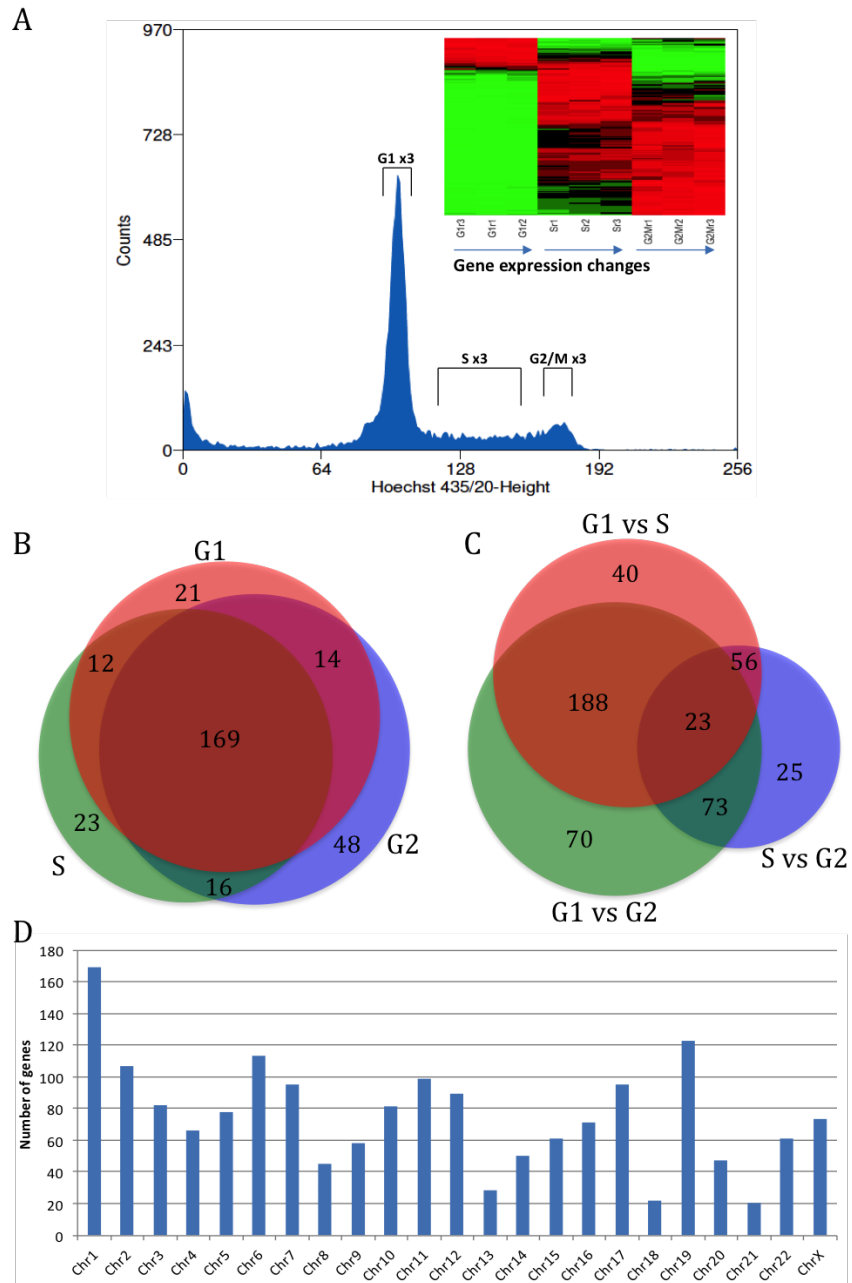 A
970
728
485
243
0
Counts
G1 x3
S x3
G2/M x3
G1r3 G1r1 G1r2 Sr1 Sr2 Sr3 G2Mr1 G2Mr2 G2Mr3
Gene expression changes
0 64 128 192 256
Hoechst 435/20-Height
B
G1
21
12
14
169
23
48
16
S
G2
C
G1 vs S
40
56
188
23
25
73
70
S vs G2
G1 vs G2
D
180
160
140
120
100
80
60
40
20
0
Number of genes
Chr1 Chr2 Chr3 Chr4 Chr5 Chr6 Chr7 Chr8 Chr9 Chr10 Chr11 Chr12 Chr13 Chr14 Chr15 Chr16 Chr17 Chr18 Chr19 Chr20 Chr21 Chr22 ChrX